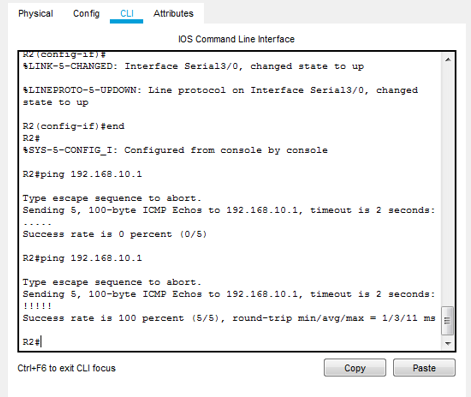 Physical Config CLI Attributes
IOS Command Line Interface
R2(config-if)#
%LINK-5-CHANGED: Interface Serial3/0, changed state to up
%LINEPROTO-5-UPDOWN: Line protocol on Interface Serial3/0, changed
state to up
R2(config-if)#end
R2#
%SYS-5-CONFIG_I: Configured from console by console
R2#ping 192.168.10.1
Type escape sequence to abort.
Sending 5, 100-byte ICMP Echos to 192.168.10.1, timeout is 2 seconds:
.....
Success rate is 0 percent (0/5)
R2#ping 192.168.10.1
Type escape sequence to abort.
Sending 5, 100-byte ICMP Echos to 192.168.10.1, timeout is 2 seconds:
!!!!!
Success rate is 100 percent (5/5), round-trip min/avg/max = 1/3/11 ms
R2#
Ctrl+F6 to exit CLI focus
Copy Paste